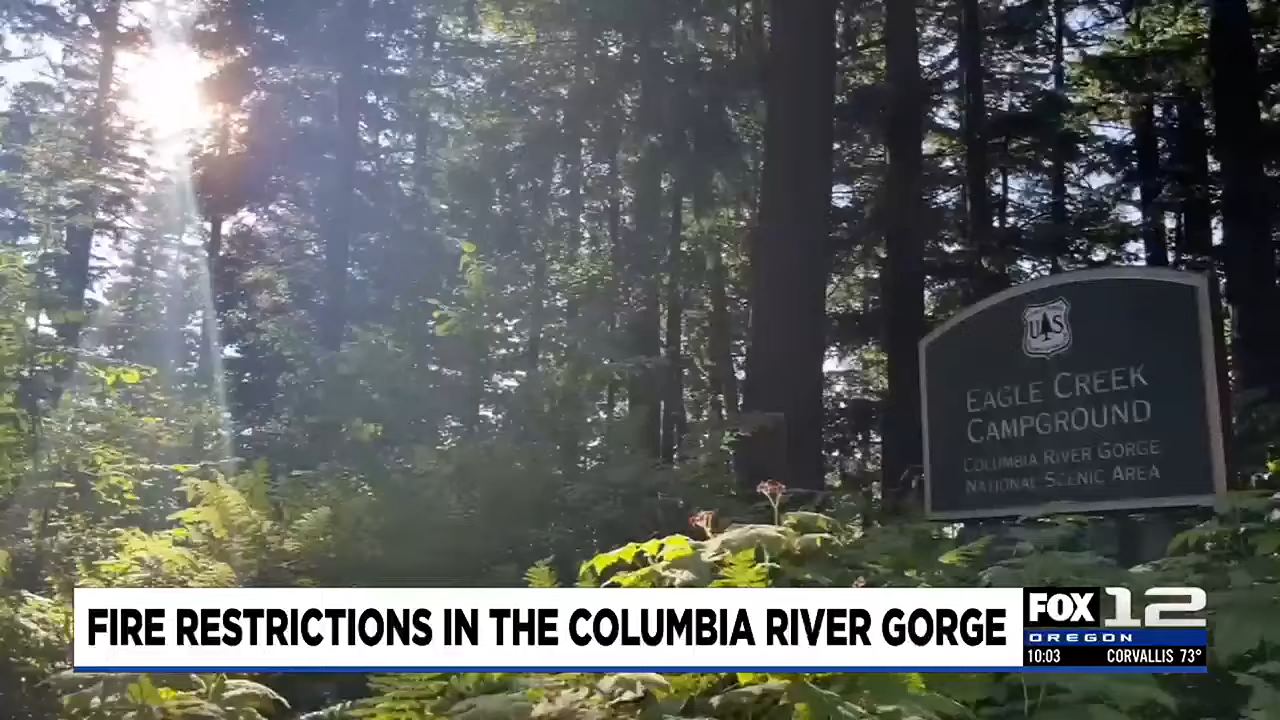 US
EAGLE CREEK
CAMPGROUND
COLUMBIA RIVER GORGE
NATIONAL SCENIC AREA
FIRE RESTRICTIONS IN THE COLUMBIA RIVER GORGE
FOX 12
OREGON
10:03 CORVALLIS 73°